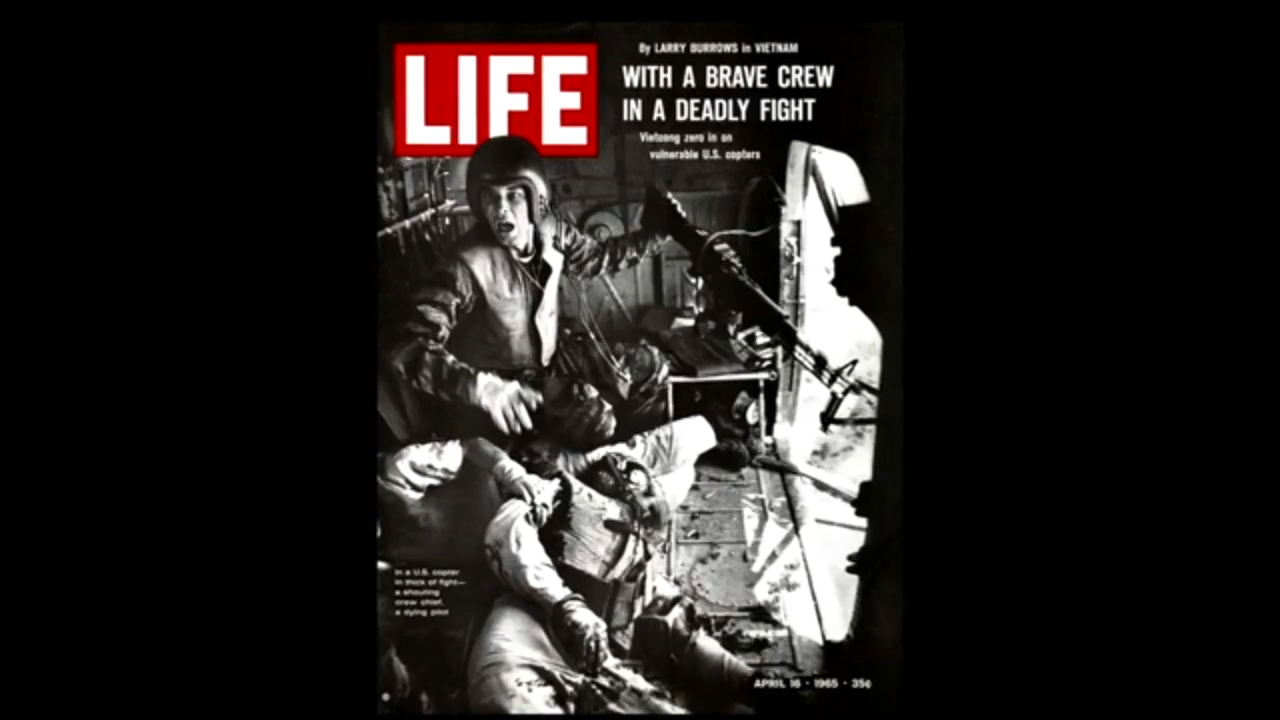 LIFE
By LARRY BURROWS in VIETNAM
WITH A BRAVE CREW
IN A DEADLY FIGHT
Vietcong zero in on
vulnerable U.S. copters
In a U.S. copter
in thick of fight—
a shouting
crew chief,
a dying pilot
APRIL 16 · 1965 · 35¢